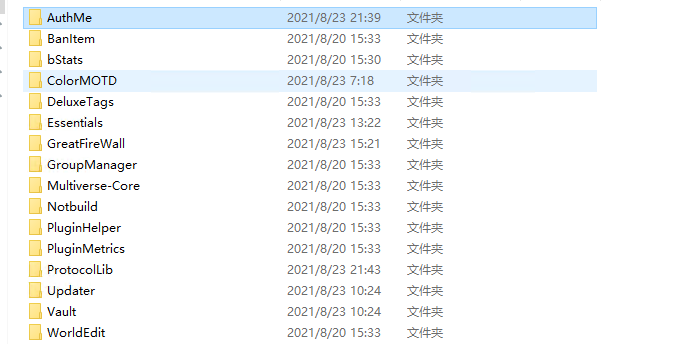 AuthMe 2021/8/23 21:39 文件夹
BanItem 2021/8/20 15:33 文件夹
bStats 2021/8/20 15:30 文件夹
ColorMOTD 2021/8/23 7:18 文件夹
DeluxeTags 2021/8/20 15:33 文件夹
Essentials 2021/8/23 13:22 文件夹
GreatFireWall 2021/8/23 15:21 文件夹
GroupManager 2021/8/20 15:33 文件夹
Multiverse-Core 2021/8/20 15:33 文件夹
Notbuild 2021/8/20 15:33 文件夹
PluginHelper 2021/8/20 15:33 文件夹
PluginMetrics 2021/8/20 15:33 文件夹
ProtocolLib 2021/8/23 21:43 文件夹
Updater 2021/8/23 10:24 文件夹
Vault 2021/8/23 10:24 文件夹
WorldEdit 2021/8/20 15:33 文件夹